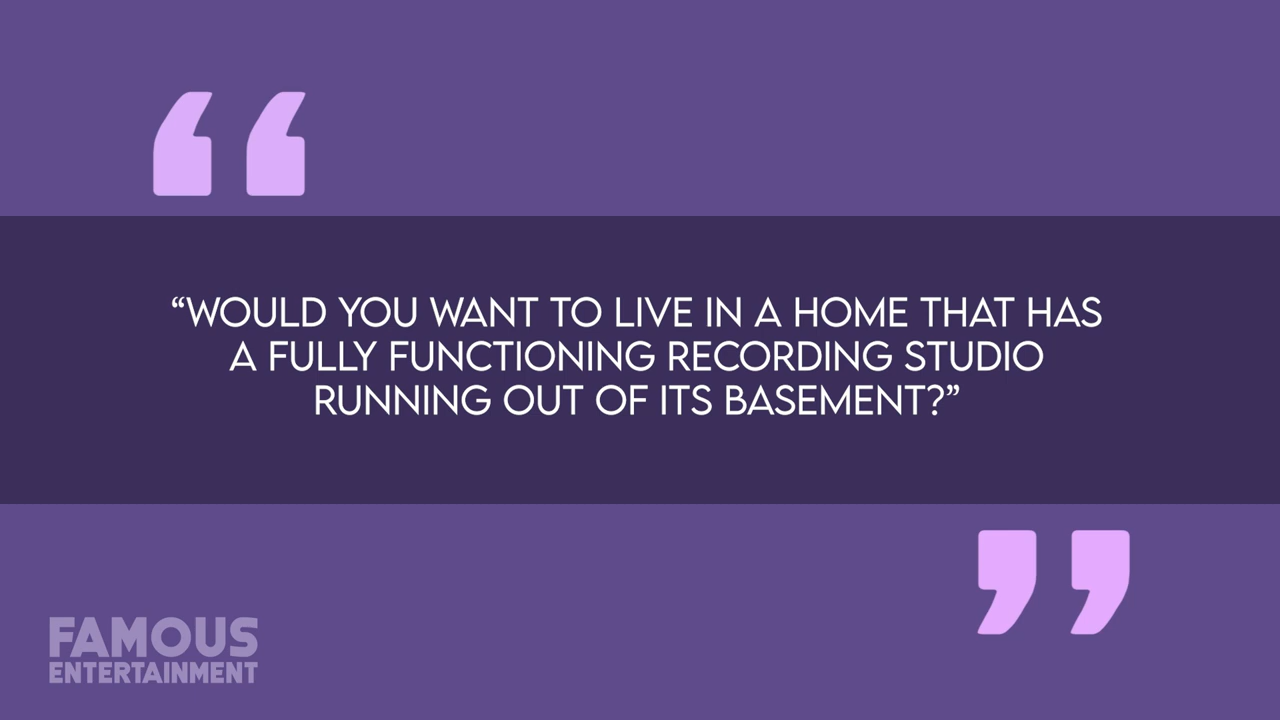 “WOULD YOU WANT TO LIVE IN A HOME THAT HAS
A FULLY FUNCTIONING RECORDING STUDIO
RUNNING OUT OF ITS BASEMENT?”
FAMOUS
ENTERTAINMENT